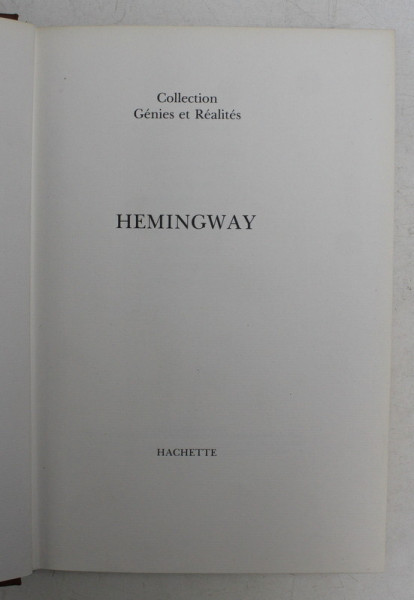 Collection
Génies et Réalités
HEMINGWAY
HACHETTE